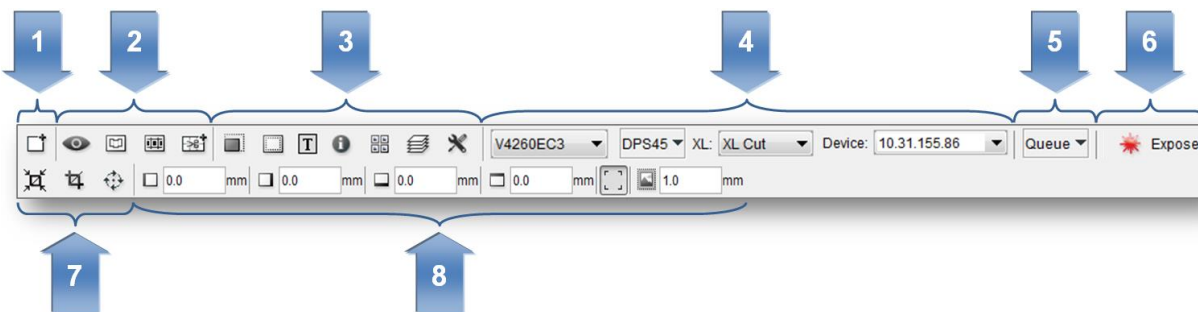 1 2 3 4 5 6
T i V4260EC3 DPS45 XL: XL Cut Device: 10.31.155.86 Queue Expose
0.0 mm 0.0 mm 0.0 mm 0.0 mm 1.0 mm
7 8